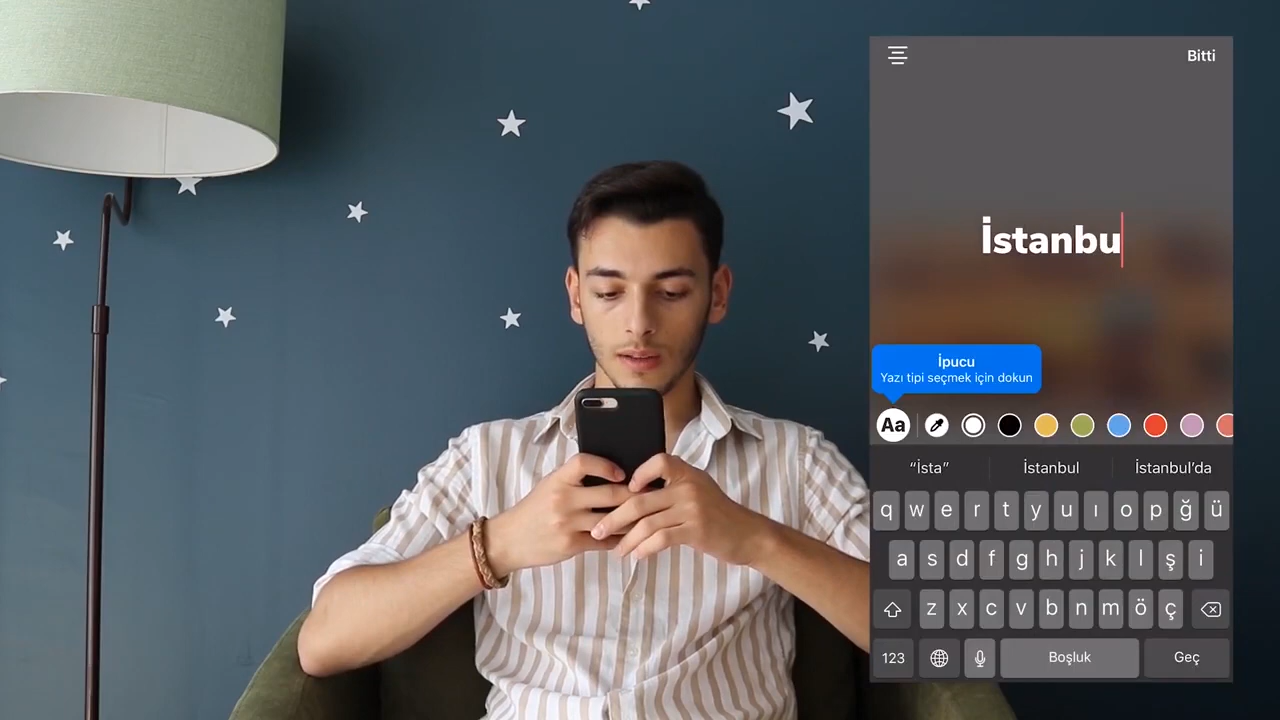 Bitti
İstanbu
İpucu
Yazı tipi seçmek için dokun
Aa
“İsta” İstanbul İstanbul’da
q w e r t y u ı o p ğ ü
a s d f g h j k l ş i
z x c v b n m ö ç
123 Boşluk Geç